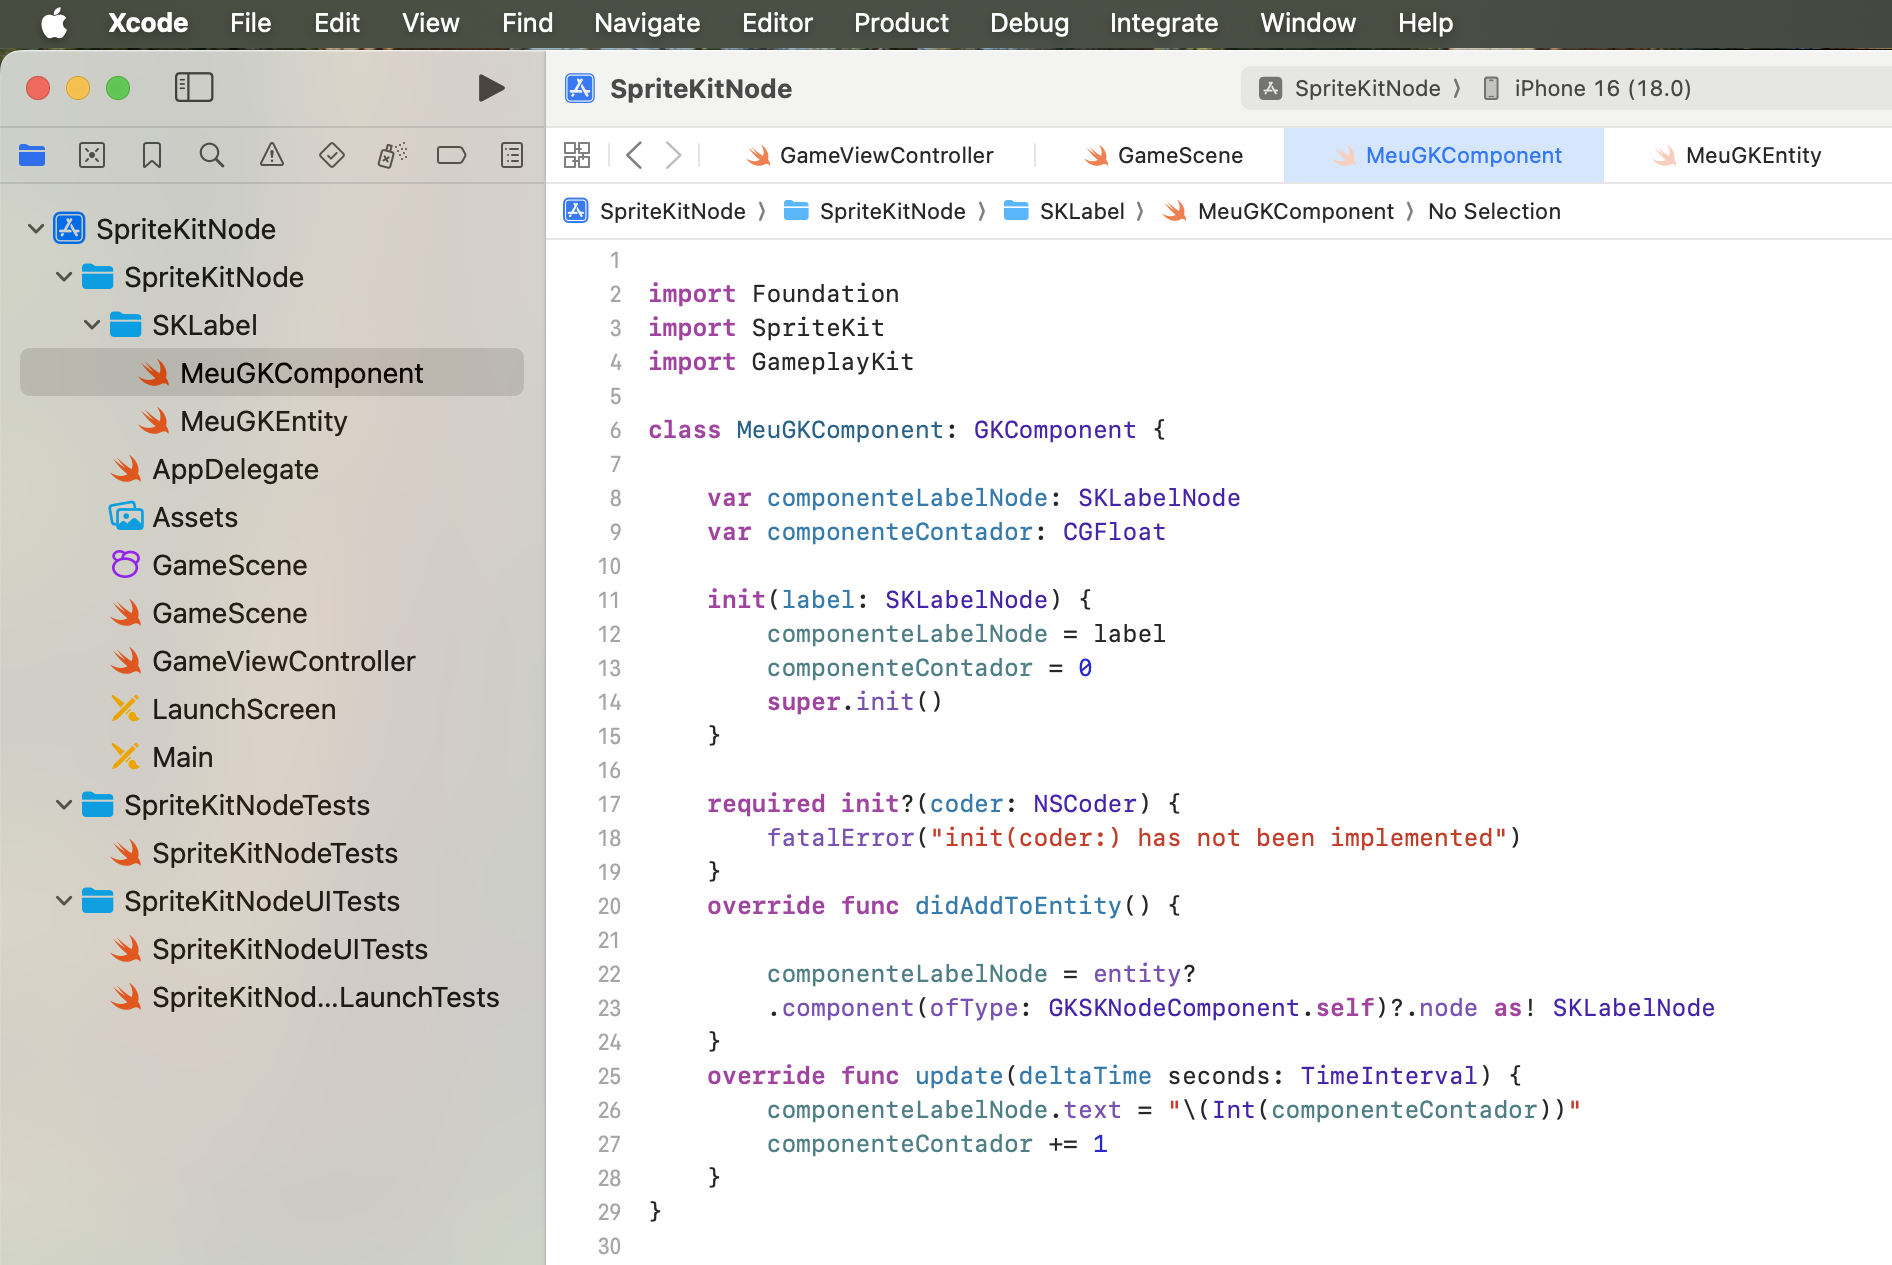 Xcode File Edit View Find Navigate Editor Product Debug Integrate Window Help
SpriteKitNode
SpriteKitNode 〉 iPhone 16 (18.0)
GameViewController GameScene MeuGKComponent MeuGKEntity
SpriteKitNode 〉 SpriteKitNode 〉 SKLabel 〉 MeuGKComponent 〉 No Selection
SpriteKitNode
SpriteKitNode
SKLabel
MeuGKComponent
MeuGKEntity
AppDelegate
Assets
GameScene
GameScene
GameViewController
LaunchScreen
Main
SpriteKitNodeTests
SpriteKitNodeTests
SpriteKitNodeUITests
SpriteKitNodeUITests
SpriteKitNod...LaunchTests
1
2 import Foundation
3 import SpriteKit
4 import GameplayKit
5
6 class MeuGKComponent: GKComponent {
7
8     var componenteLabelNode: SKLabelNode
9     var componenteContador: CGFloat
10
11     init(label: SKLabelNode) {
12         componenteLabelNode = label
13         componenteContador = 0
14         super.init()
15     }
16
17     required init?(coder: NSCoder) {
18         fatalError("init(coder:) has not been implemented")
19     }
20     override func didAddToEntity() {
21
22         componenteLabelNode = entity?
23         .component(ofType: GKSKNodeComponent.self)?.node as! SKLabelNode
24     }
25     override func update(deltaTime seconds: TimeInterval) {
26         componenteLabelNode.text = "\(Int(componenteContador))"
27         componenteContador += 1
28     }
29 }
30